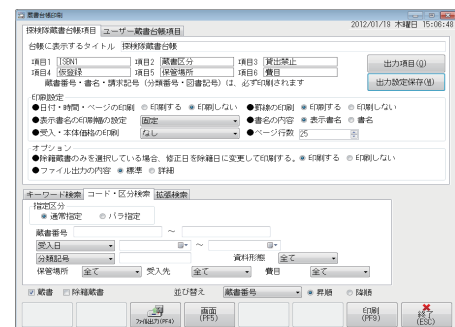 蔵書台帳印刷
2012/01/19 木曜日 15:06:48
探検隊蔵書台帳項目 ユーザー蔵書台帳項目
台帳に表示するタイトル 探検隊蔵書台帳
項目1 ISBN1 項目2 蔵書区分 項目3 貸出禁止 出力項目(O)
項目4 仮登録 項目5 保管場所 項目6 費目
蔵書番号・書名・請求記号（分類番号・図書記号）は、必ず印刷されます 出力設定保存(W)
印刷設定
●日付・時間・ページの印刷 印刷する 印刷しない ●罫線の印刷 印刷する 印刷しない
●表示書名の印刷幅の設定 固定 ●書名の内容 表示書名 書名
●受入・本体価格の印刷 なし ●ページ行数 25
オプション
●除籍蔵書のみを選択している場合、修正日を除籍日に変更して印刷する。 印刷する 印刷しない
●ファイル出力の内容 標準 詳細
キーワード検索 コード・区分検索 拡張検索
指定区分
通常指定 バラ指定
蔵書番号 ～
受入日 ～
分類記号 資料形態 全て
保管場所 全て 受入先 全て 費目 全て
蔵書 除籍蔵書 並び替え 蔵書番号 昇順 降順
ファイル出力(PF4) 画面(PF5) 印刷(PF9) 終了(ESC)